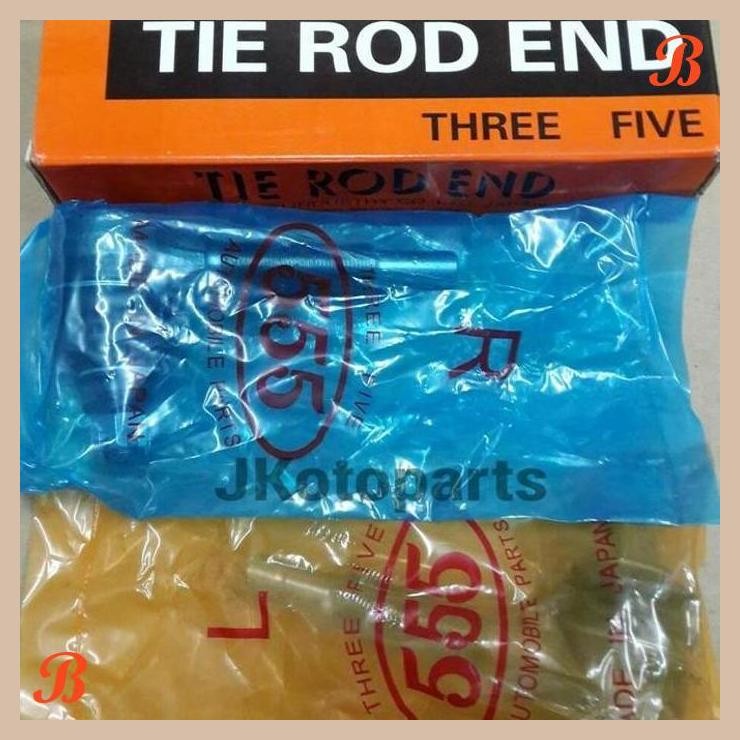 TIE ROD END
B
THREE FIVE
TIE ROD END
555
THREE FIVE
AUTOMOBILE PARTS
R
JKotoparts
L
THREE FIVE
555
AUTOMOBILE PARTS
MADE IN JAPAN
B